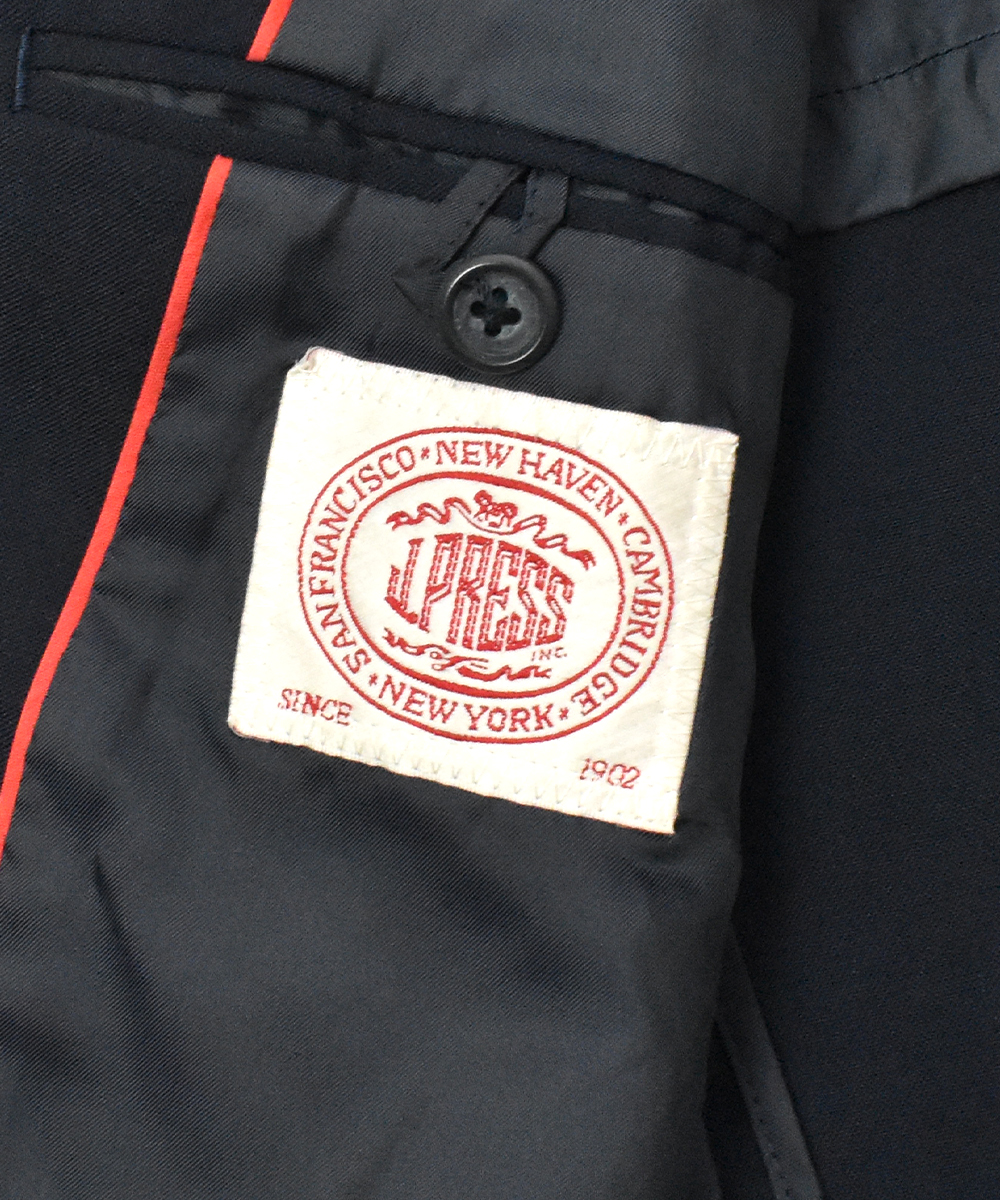 SAN FRANCISCO * NEW HAVEN * CAMBRIDGE * NEW YORK *
J.PRESS
INC.
SINCE
1902